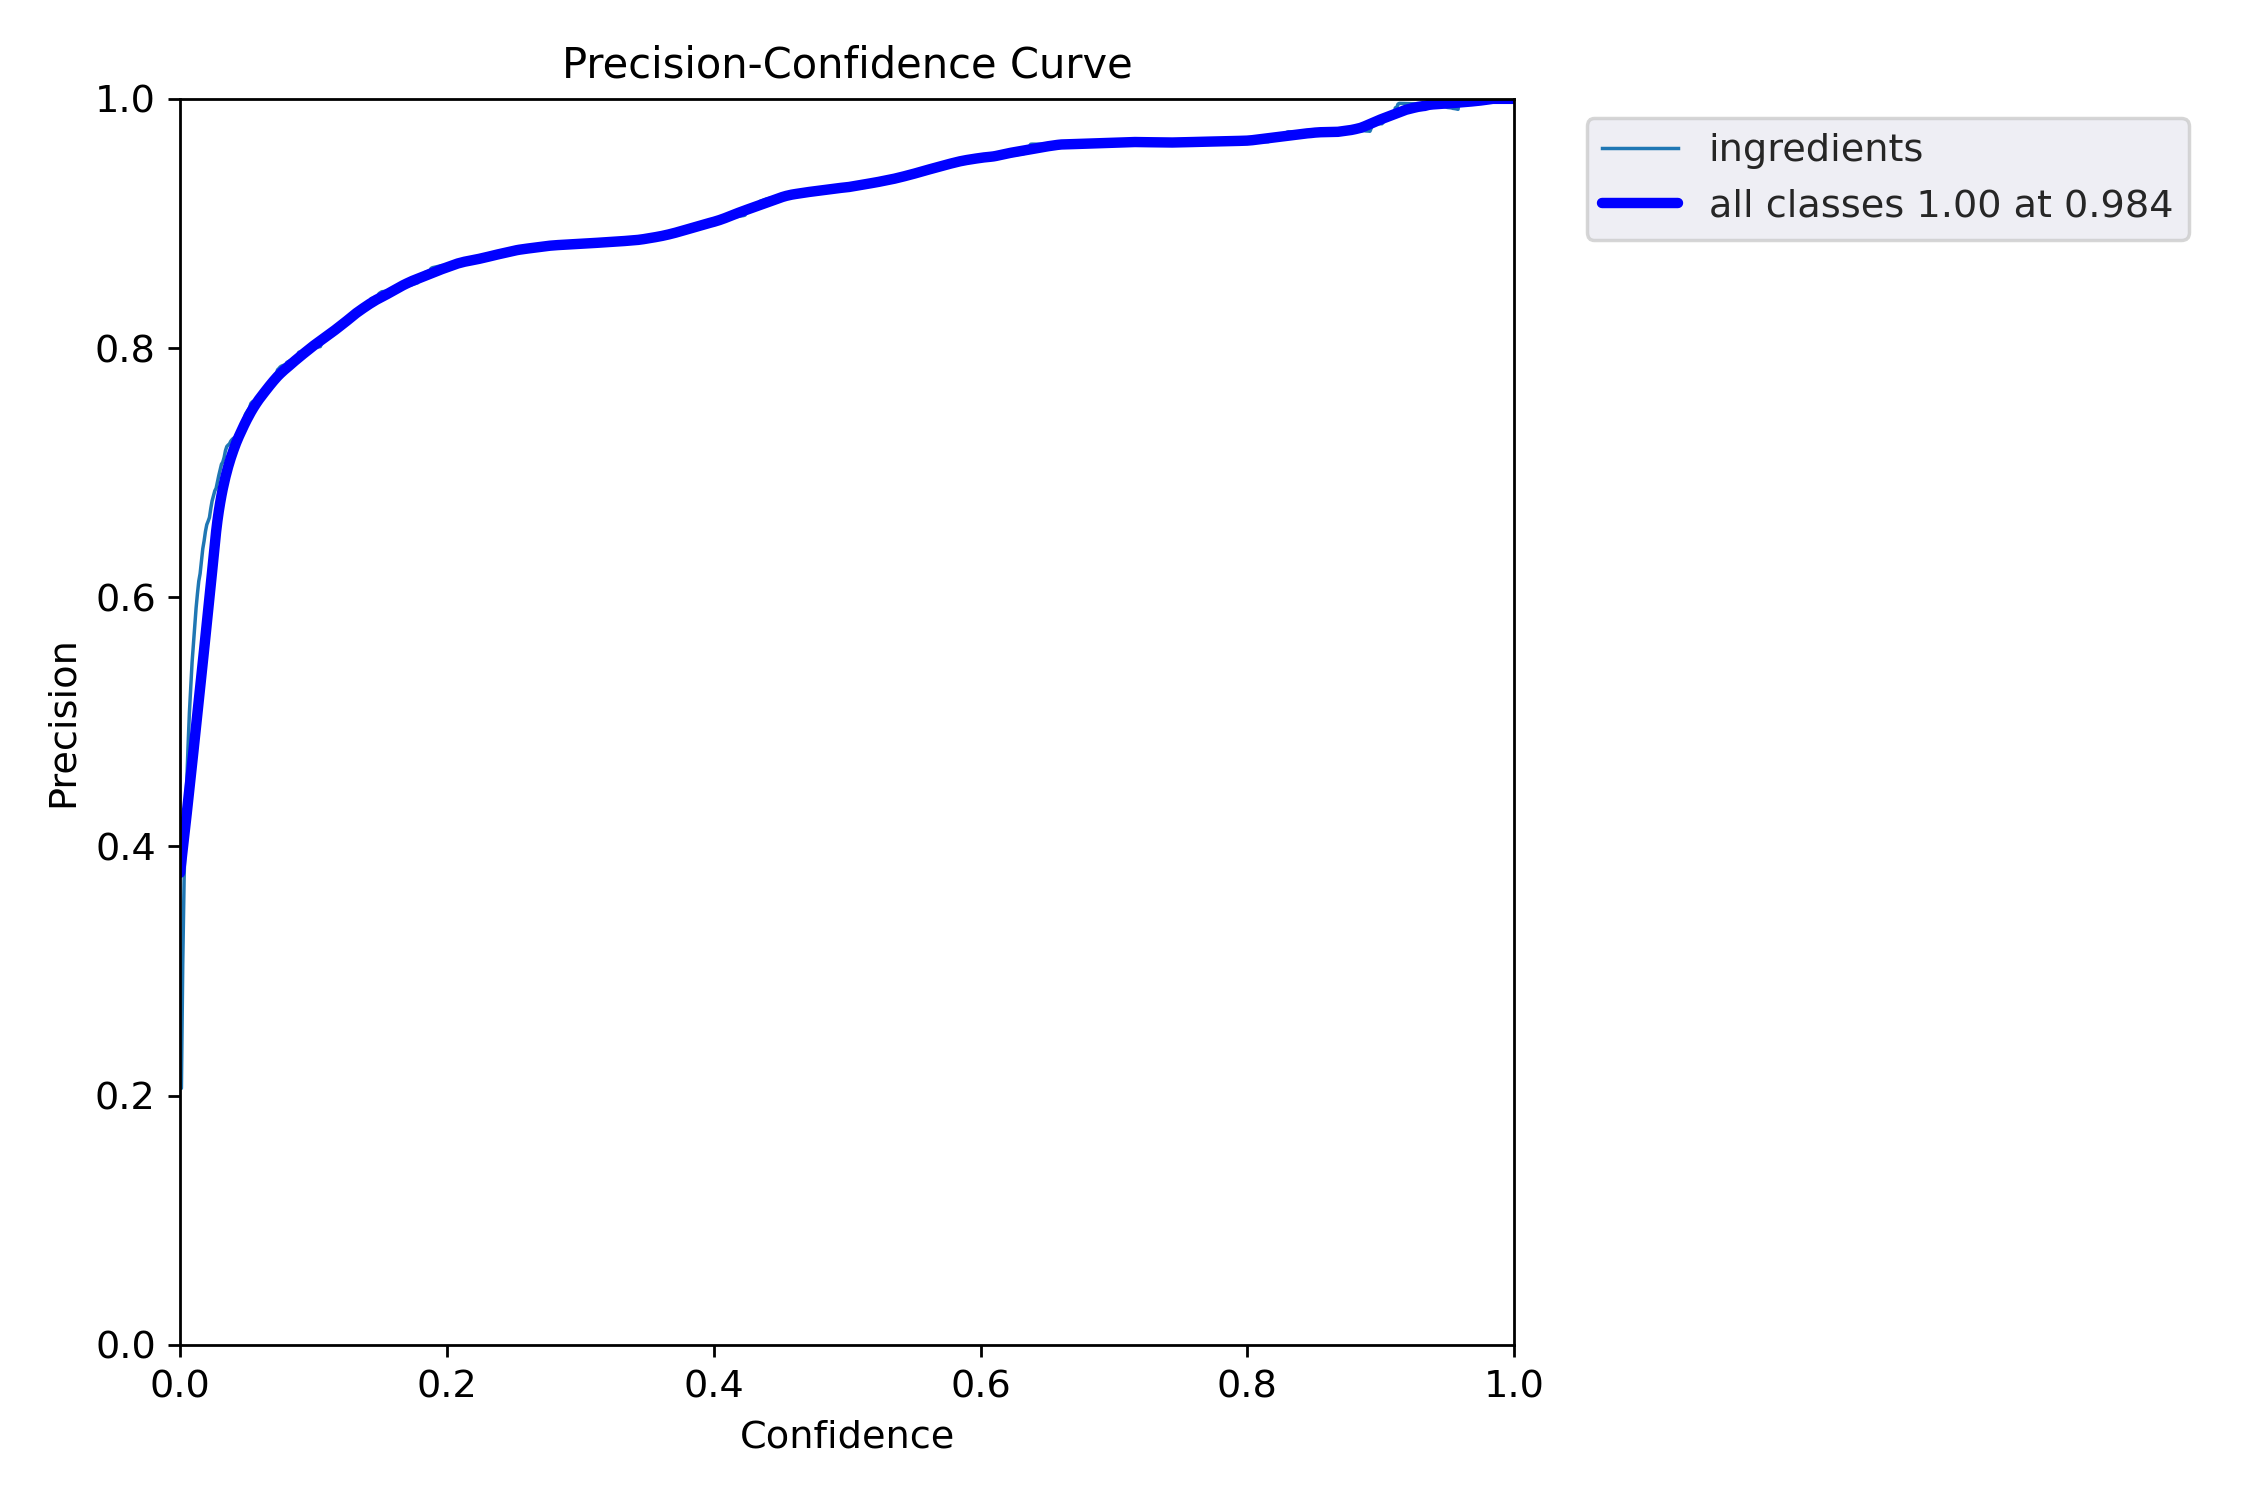 Precision-Confidence Curve
1.0
0.8
0.6
0.4
0.2
0.0
Precision
0.0 0.2 0.4 0.6 0.8 1.0
Confidence
ingredients
all classes 1.00 at 0.984